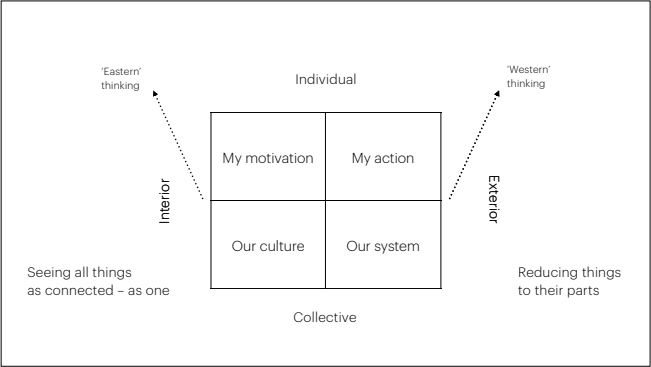 ‘Eastern’
thinking
Individual
‘Western’
thinking
My motivation
My action
Interior
Exterior
Our culture
Our system
Seeing all things
as connected – as one
Reducing things
to their parts
Collective